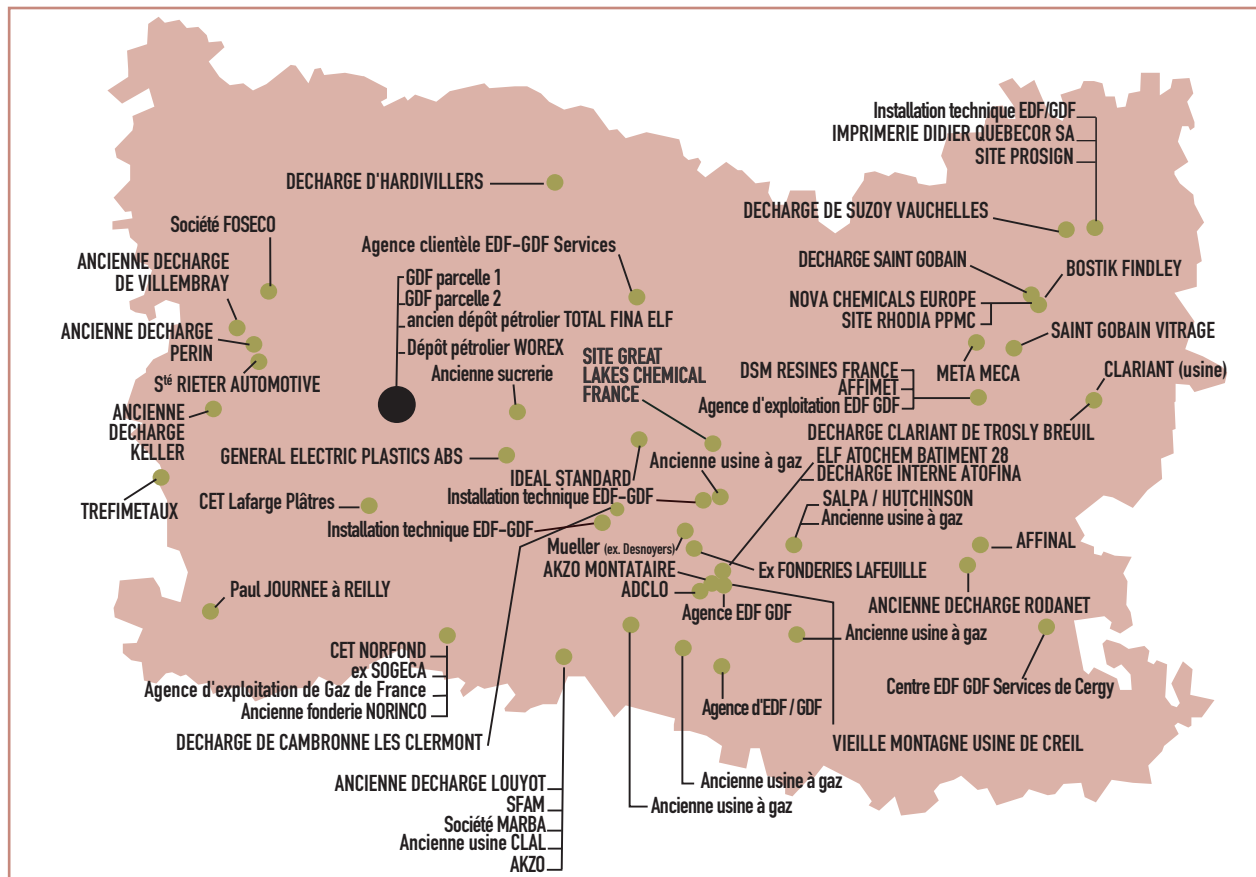 Installation technique EDF/GDF
IMPRIMERIE DIDIER QUEBECOR SA
SITE PROSIGN
DECHARGE D'HARDIVILLERS
DECHARGE DE SUZOY VAUCHELLES
Société FOSECO
Agence clientèle EDF-GDF Services
DECHARGE SAINT GOBAIN
BOSTIK FINDLEY
ANCIENNE DECHARGE
DE VILLEMBRAY
GDF parcelle 1
GDF parcelle 2
ancien dépôt pétrolier TOTAL FINA ELF
Dépôt pétrolier WOREX
NOVA CHEMICALS EUROPE
SITE RHODIA PPMC
SAINT GOBAIN VITRAGE
ANCIENNE DECHARGE
PERIN
Sté RIETER AUTOMOTIVE
Ancienne sucrerie
SITE GREAT
LAKES CHEMICAL
FRANCE
META MECA
DSM RESINES FRANCE
AFFIMET
Agence d'exploitation EDF GDF
CLARIANT (usine)
ANCIENNE
DECHARGE
KELLER
DECHARGE CLARIANT DE TROSLY BREUIL
GENERAL ELECTRIC PLASTICS ABS
IDEAL STANDARD
Ancienne usine à gaz
ELF ATOCHEM BATIMENT 28
DECHARGE INTERNE ATOFINA
TREFIMETAUX
CET Lafarge Plâtres
Installation technique EDF-GDF
Installation technique EDF-GDF
SALPA / HUTCHINSON
Ancienne usine à gaz
Mueller (ex. Desnoyers)
AFFINAL
Ex FONDERIES LAFEUILLE
AKZO MONTATAIRE
ADCLO
Agence EDF GDF
Paul JOURNEE à REILLY
ANCIENNE DECHARGE RODANET
Ancienne usine à gaz
CET NORFOND
ex SOGECA
Agence d'exploitation de Gaz de France
Ancienne fonderie NORINCO
Centre EDF GDF Services de Cergy
Agence d'EDF / GDF
DECHARGE DE CAMBRONNE LES CLERMONT
VIEILLE MONTAGNE USINE DE CREIL
Ancienne usine à gaz
Ancienne usine à gaz
ANCIENNE DECHARGE LOUYOT
SFAM
Société MARBA
Ancienne usine CLAL
AKZO